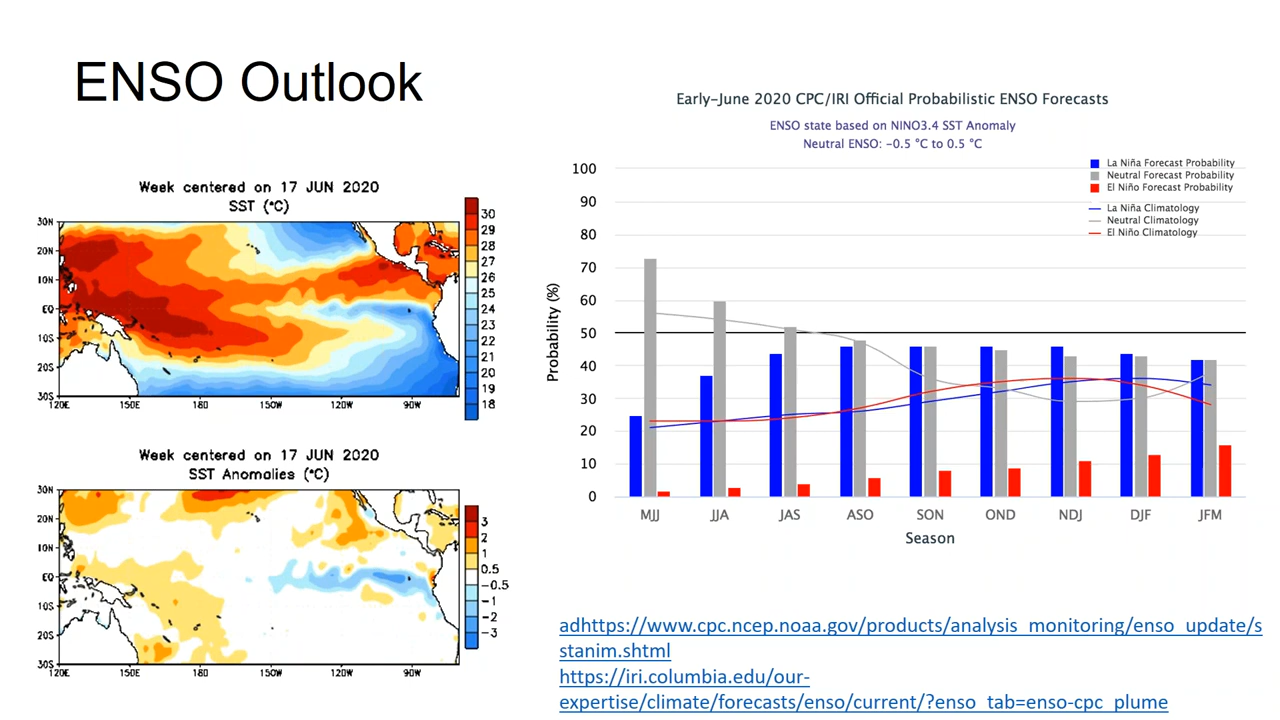 ENSO Outlook
Week centered on 17 JUN 2020
SST (°C)
30N
20N
10N
EQ
10S
20S
30S
120E 150E 180 150W 120W 90W
30
29
28
27
26
25
24
23
22
21
20
19
18
Week centered on 17 JUN 2020
SST Anomalies (°C)
30N
20N
10N
EQ
10S
20S
30S
120E 150E 180 150W 120W 90W
3
2
1
0.5
-0.5
-1
-2
-3
Early-June 2020 CPC/IRI Official Probabilistic ENSO Forecasts
ENSO state based on NINO3.4 SST Anomaly
Neutral ENSO: -0.5 °C to 0.5 °C
La Niña Forecast Probability
Neutral Forecast Probability
El Niño Forecast Probability
La Niña Climatology
Neutral Climatology
El Niño Climatology
Probability (%)
100
90
80
70
60
50
40
30
20
10
0
MJJ JJA JAS ASO SON OND NDJ DJF JFM
Season
adhttps://www.cpc.ncep.noaa.gov/products/analysis_monitoring/enso_update/s
stanim.shtml
https://iri.columbia.edu/our-
expertise/climate/forecasts/enso/current/?enso_tab=enso-cpc_plume